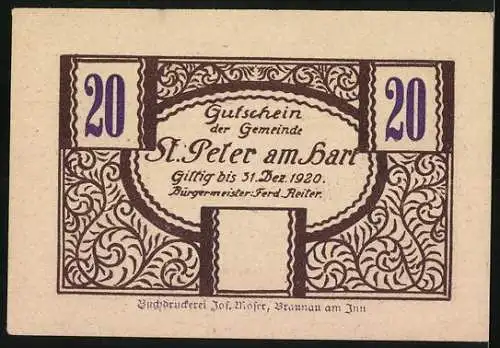 20 20
Gutschein
der Gemeinde
St. Peter am Hart
Giltig bis 31. Dez. 1920.
Bürgermeister: Ferd. Reiter.
Buchdruckerei Jos. Moser, Braunau am Inn